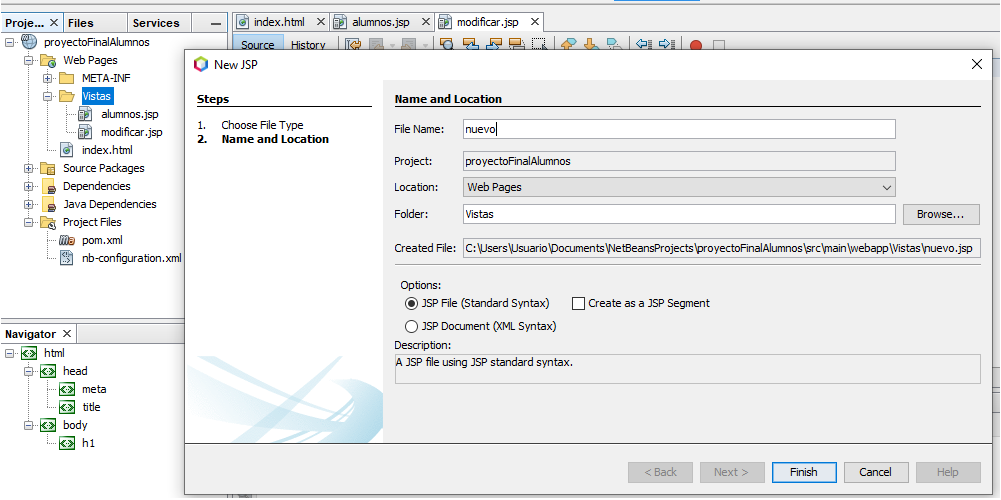 Proje...
Files
Services
proyectoFinalAlumnos
Web Pages
META-INF
Vistas
alumnos.jsp
modificar.jsp
index.html
Source Packages
Dependencies
Java Dependencies
Project Files
pom.xml
nb-configuration.xml
Navigator
html
head
meta
title
body
h1
index.html
alumnos.jsp
modificar.jsp
Source
History
New JSP
Steps
1. Choose File Type
2. Name and Location
Name and Location
File Name: nuevo
Project: proyectoFinalAlumnos
Location: Web Pages
Folder: Vistas
Browse...
Created File: C:\Users\Usuario\Documents\NetBeansProjects\proyectoFinalAlumnos\src\main\webapp\Vistas\nuevo.jsp
Options:
JSP File (Standard Syntax)
Create as a JSP Segment
JSP Document (XML Syntax)
Description:
A JSP file using JSP standard syntax.
< Back
Next >
Finish
Cancel
Help